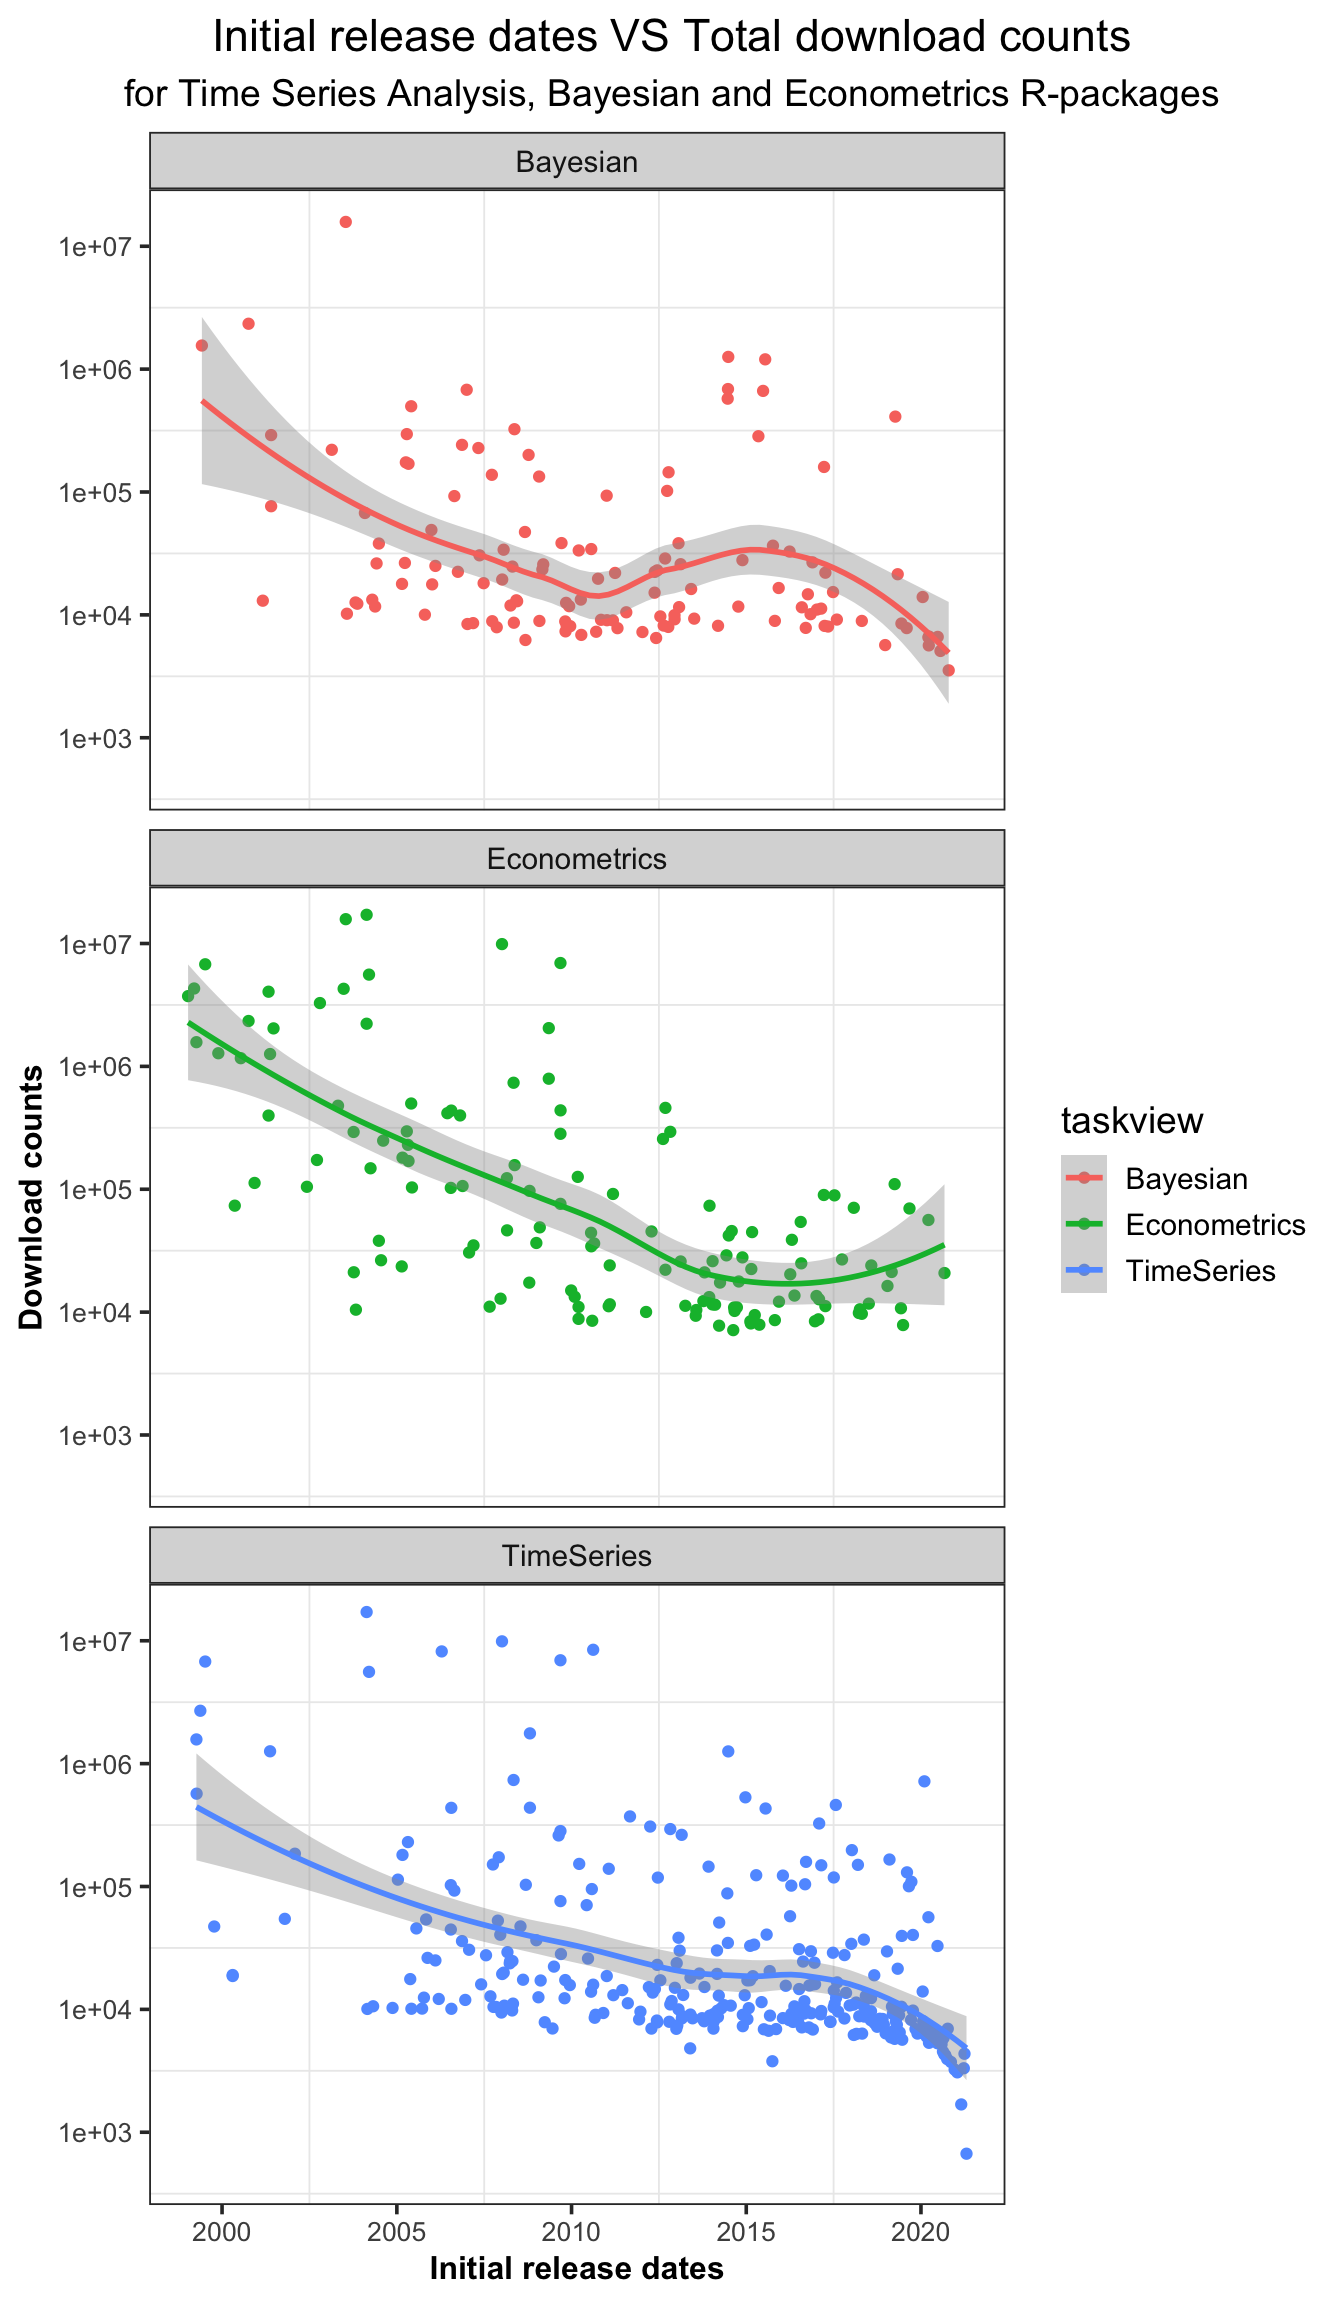 Initial release dates VS Total download counts
for Time Series Analysis, Bayesian and Econometrics R-packages
Bayesian
1e+07
1e+06
1e+05
1e+04
1e+03
Econometrics
1e+07
1e+06
1e+05
1e+04
1e+03
Download counts
TimeSeries
1e+07
1e+06
1e+05
1e+04
1e+03
2000 2005 2010 2015 2020
Initial release dates
taskview
Bayesian
Econometrics
TimeSeries